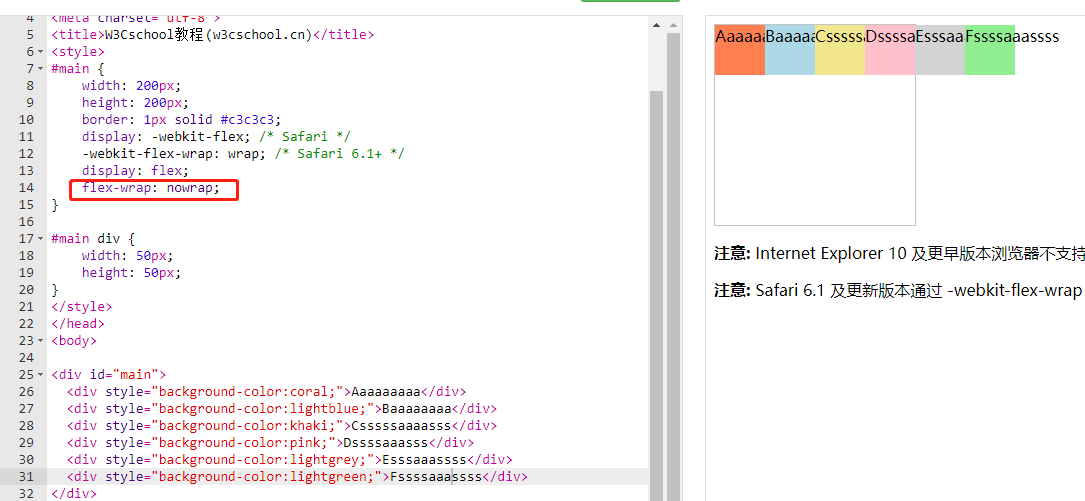 4 <meta charset="utf-8">
5 <title>W3Cschool教程(w3cschool.cn)</title>
6 <style>
7 #main {
8 width: 200px;
9 height: 200px;
10 border: 1px solid #c3c3c3;
11 display: -webkit-flex; /* Safari */
12 -webkit-flex-wrap: wrap; /* Safari 6.1+ */
13 display: flex;
14 flex-wrap: nowrap;
15 }
16
17 #main div {
18 width: 50px;
19 height: 50px;
20 }
21 </style>
22 </head>
23 <body>
24
25 <div id="main">
26 <div style="background-color:coral;">Aaaaaaaaa</div>
27 <div style="background-color:lightblue;">Baaaaaaaa</div>
28 <div style="background-color:khaki;">Csssssaaaasss</div>
29 <div style="background-color:pink;">Dssssaaasss</div>
30 <div style="background-color:lightgrey;">Esssaaassss</div>
31 <div style="background-color:lightgreen;">Fssssaaassss</div>
32 </div>
AaaaaaBaaaaaCsssssaDssssaEsssaaFssssaaassss
注意: Internet Explorer 10 及更早版本浏览器不支持
注意: Safari 6.1 及更新版本通过 -webkit-flex-wrap